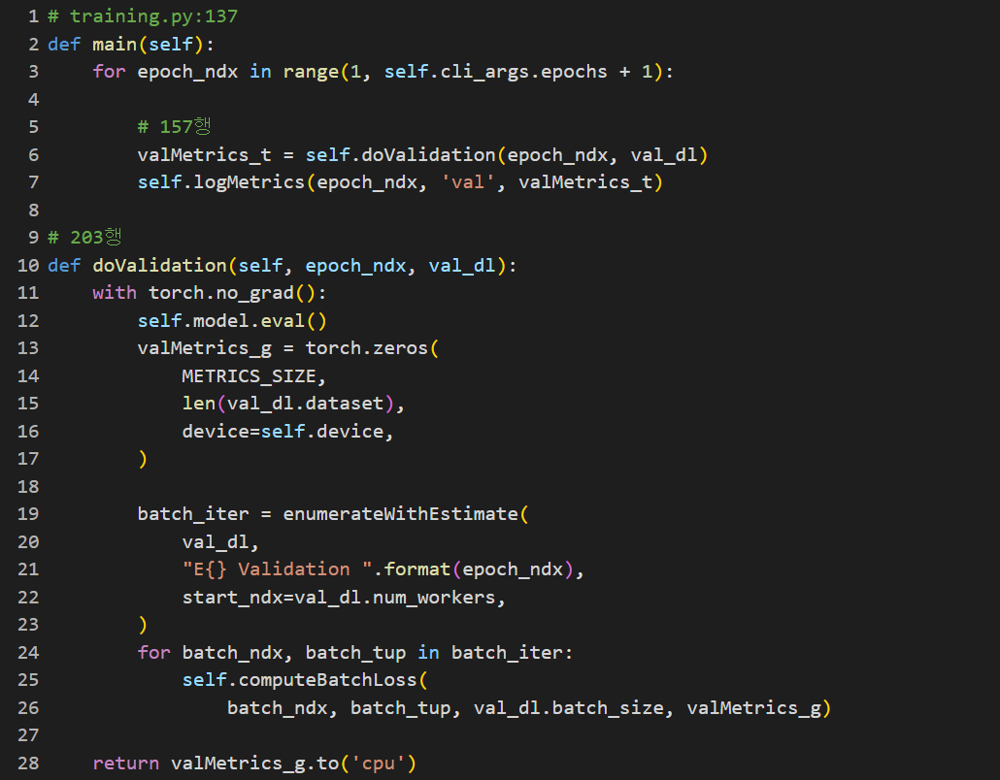 1 # training.py:137
2 def main(self):
3     for epoch_ndx in range(1, self.cli_args.epochs + 1):
4
5         # 157행
6         valMetrics_t = self.doValidation(epoch_ndx, val_dl)
7         self.logMetrics(epoch_ndx, 'val', valMetrics_t)
8
9 # 203행
10 def doValidation(self, epoch_ndx, val_dl):
11     with torch.no_grad():
12         self.model.eval()
13         valMetrics_g = torch.zeros(
14             METRICS_SIZE,
15             len(val_dl.dataset),
16             device=self.device,
17         )
18
19         batch_iter = enumerateWithEstimate(
20             val_dl,
21             "E{} Validation ".format(epoch_ndx),
22             start_ndx=val_dl.num_workers,
23         )
24         for batch_ndx, batch_tup in batch_iter:
25             self.computeBatchLoss(
26                 batch_ndx, batch_tup, val_dl.batch_size, valMetrics_g)
27
28     return valMetrics_g.to('cpu')